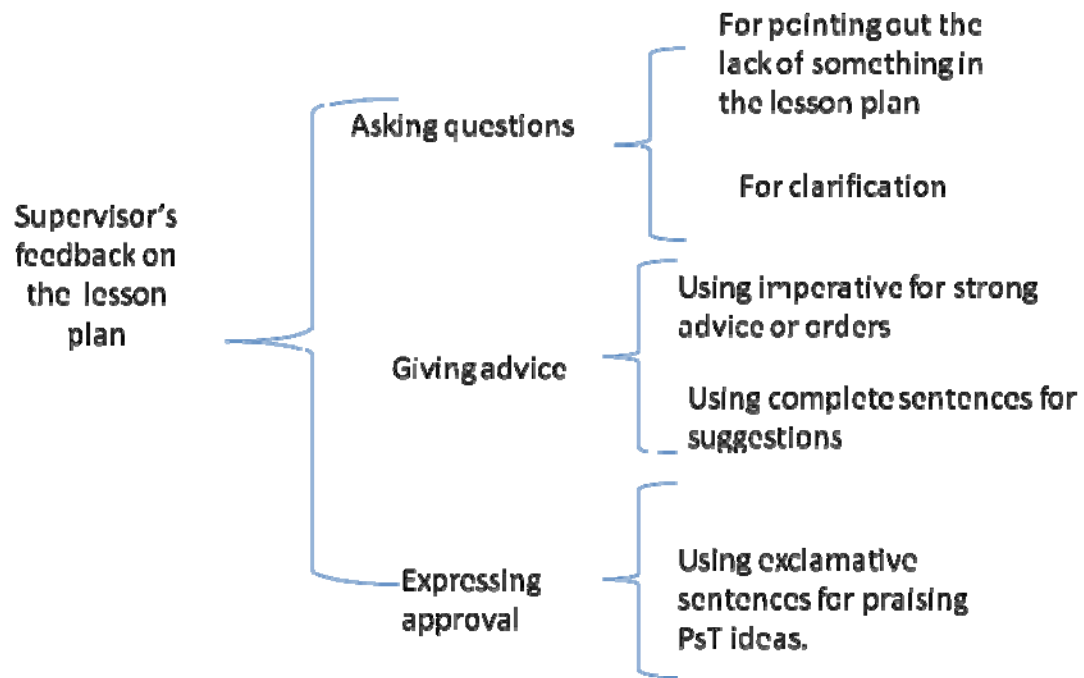 Supervisor's
feedback on
the lesson
plan
Asking questions
For pointing out the
lack of something in
the lesson plan
For clarification
Giving advice
Using imperative for strong
advice or orders
Using complete sentences for
suggestions
Expressing
approval
Using exclamative
sentences for praising
PsT ideas.